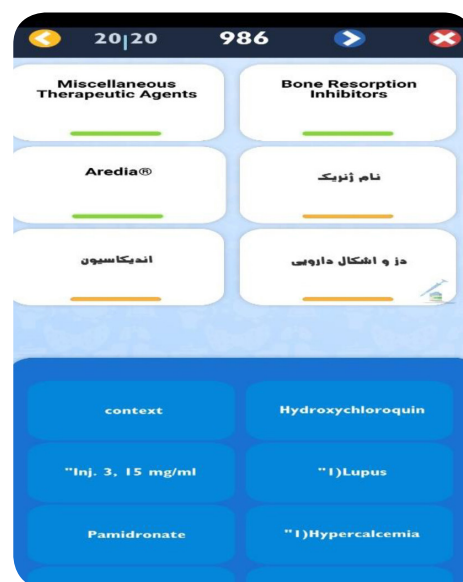 20|20 986
Miscellaneous
Therapeutic Agents
Bone Resorption
Inhibitors
Aredia®
نام ژنریک
اندیکاسیون
دز و اشکال دارویی
context
Hydroxychloroquin
"Inj. 3, 15 mg/ml
"1)Lupus
Pamidronate
"1)Hypercalcemia